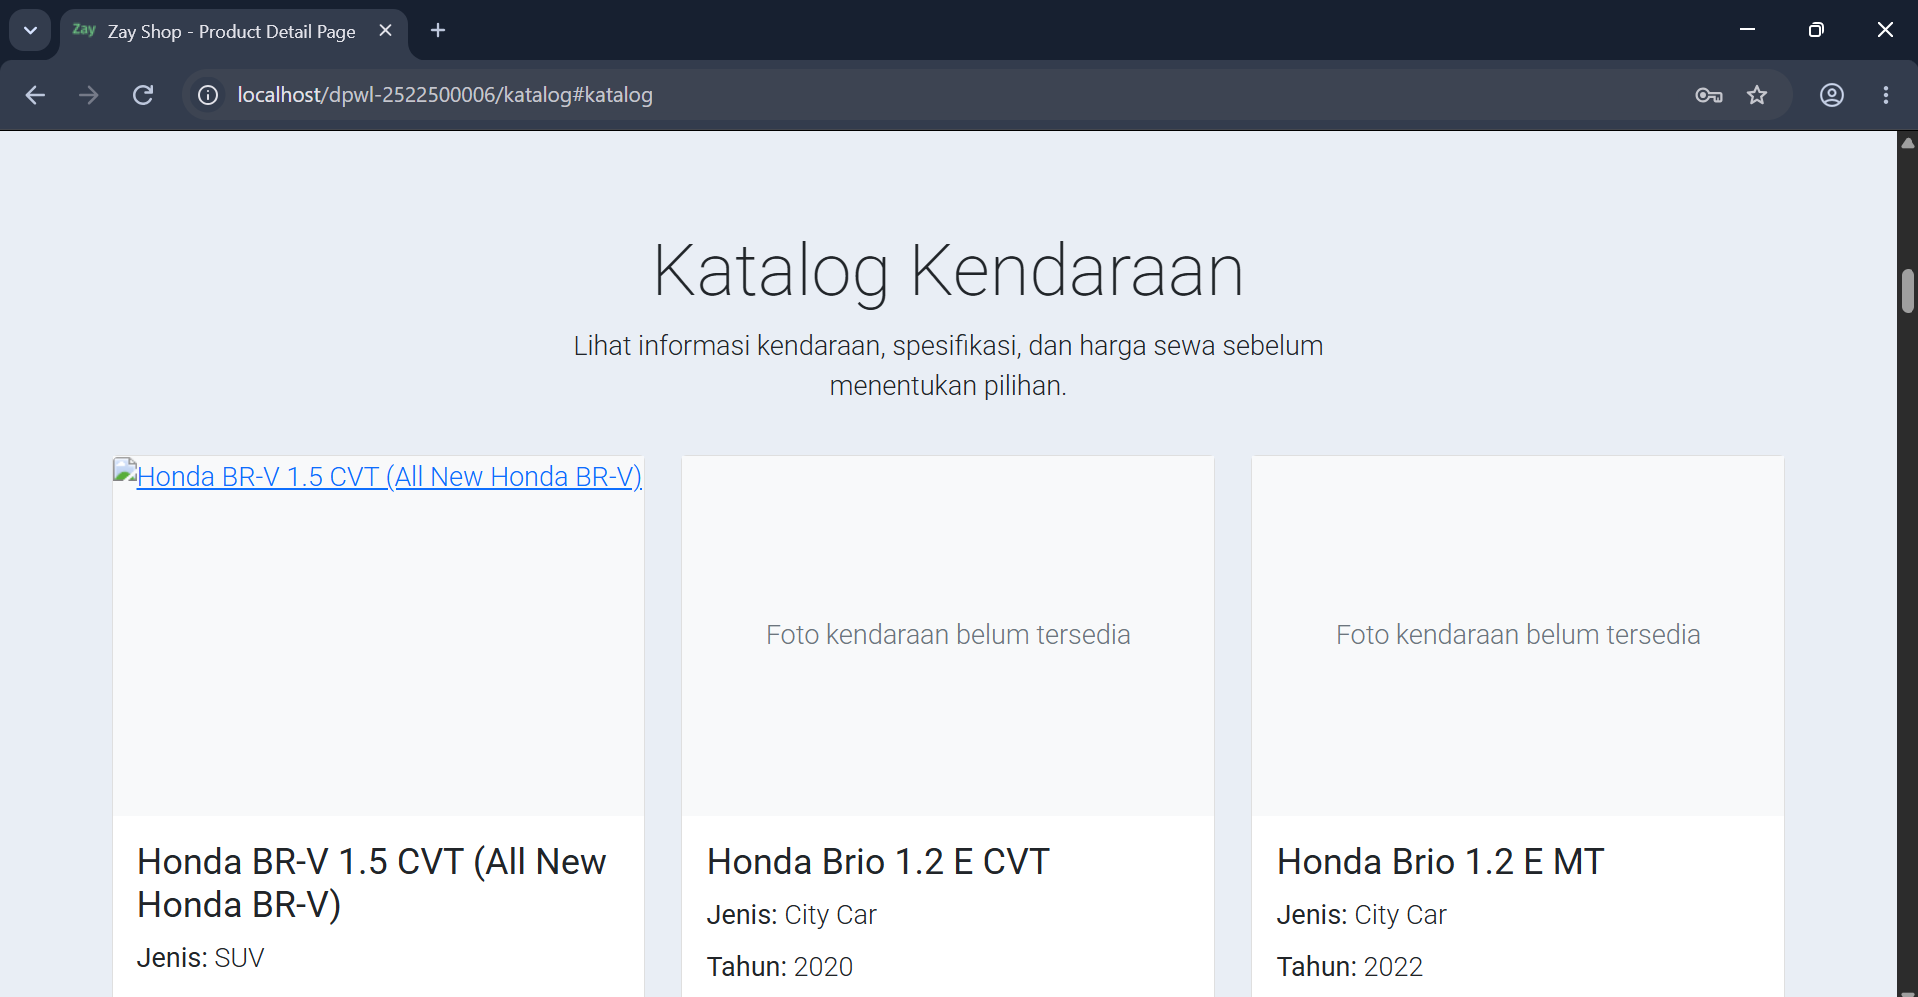 Zay Zay Shop - Product Detail Page
localhost/dpwl-2522500006/katalog#katalog
Katalog Kendaraan
Lihat informasi kendaraan, spesifikasi, dan harga sewa sebelum
menentukan pilihan.
Honda BR-V 1.5 CVT (All New Honda BR-V)
Foto kendaraan belum tersedia
Foto kendaraan belum tersedia
Honda BR-V 1.5 CVT (All New
Honda BR-V)
Jenis: SUV
Honda Brio 1.2 E CVT
Jenis: City Car
Tahun: 2020
Honda Brio 1.2 E MT
Jenis: City Car
Tahun: 2022